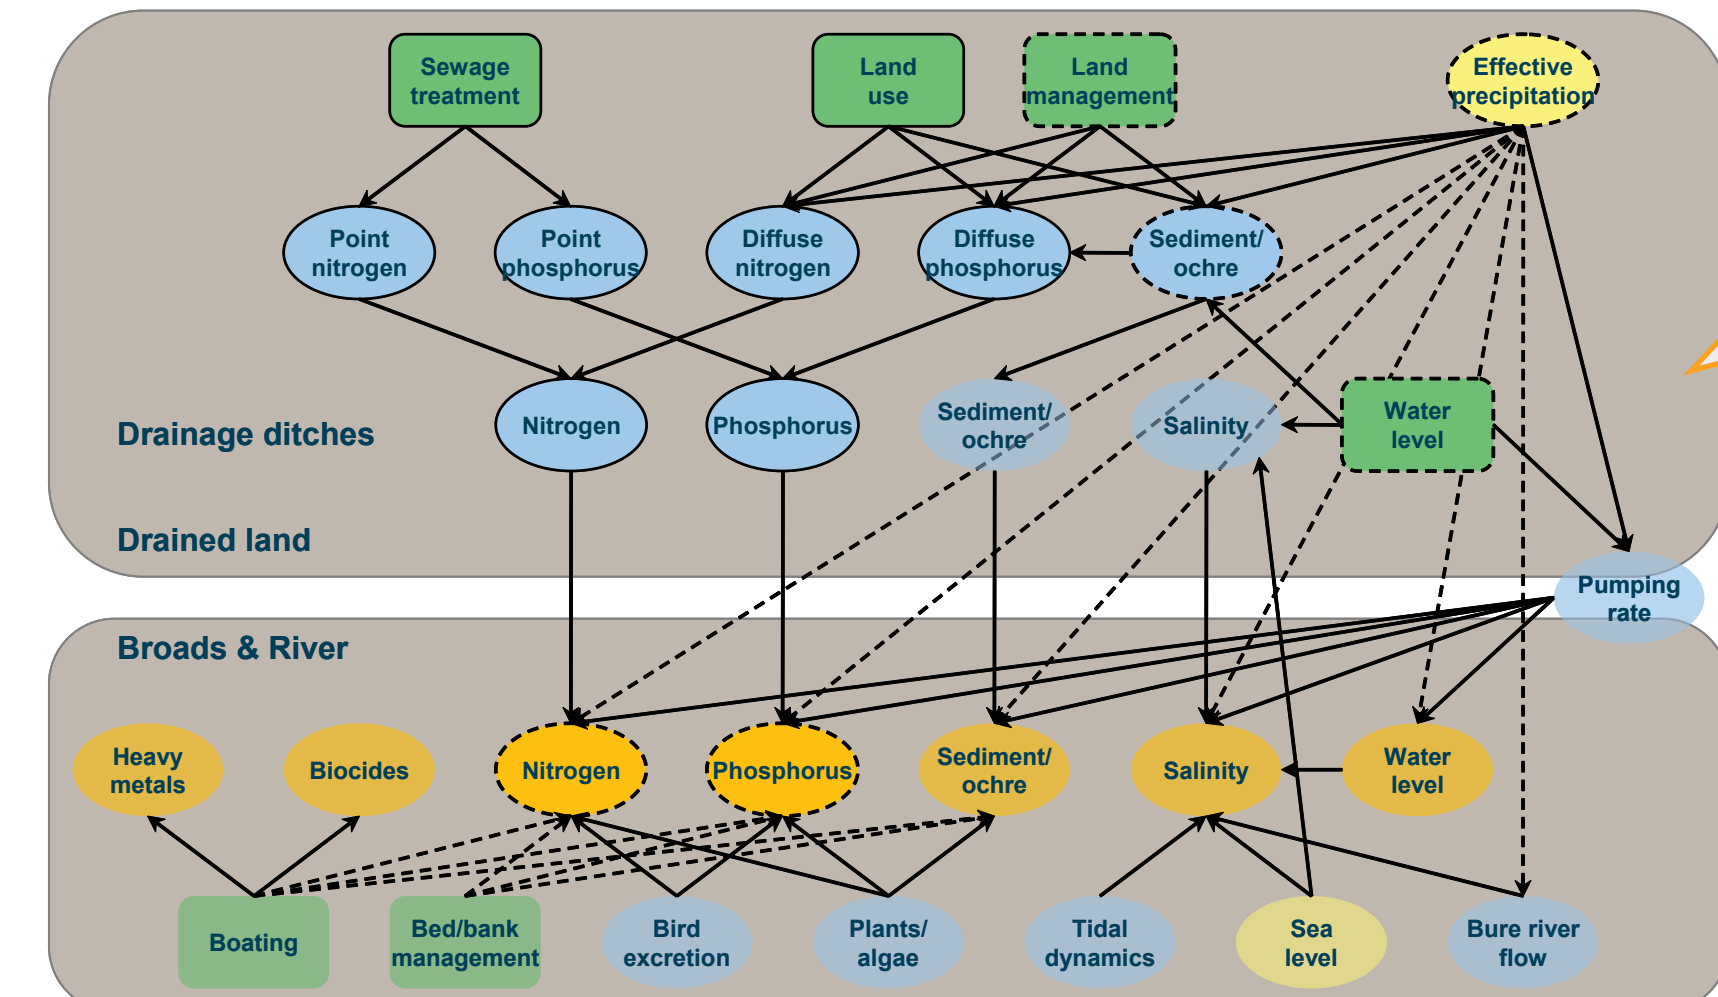 Sewage
treatment
Land
use
Land
management
Effective
precipitation
Point
nitrogen
Point
phosphorus
Diffuse
nitrogen
Diffuse
phosphorus
Sediment/
ochre
Drainage ditches
Nitrogen
Phosphorus
Sediment/
ochre
Salinity
Water
level
Drained land
Pumping
rate
Broads & River
Heavy
metals
Biocides
Nitrogen
Phosphorus
Sediment/
ochre
Salinity
Water
level
Boating
Bed/bank
management
Bird
excretion
Plants/
algae
Tidal
dynamics
Sea
level
Bure river
flow